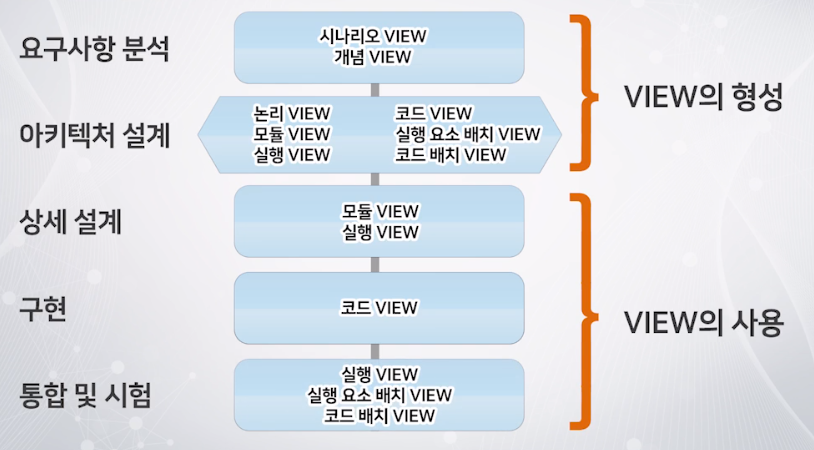 요구사항 분석
시나리오 VIEW
개념 VIEW
VIEW의 형성
아키텍처 설계
논리 VIEW
모듈 VIEW
실행 VIEW
코드 VIEW
실행 요소 배치 VIEW
코드 배치 VIEW
상세 설계
모듈 VIEW
실행 VIEW
구현
코드 VIEW
VIEW의 사용
통합 및 시험
실행 VIEW
실행 요소 배치 VIEW
코드 배치 VIEW